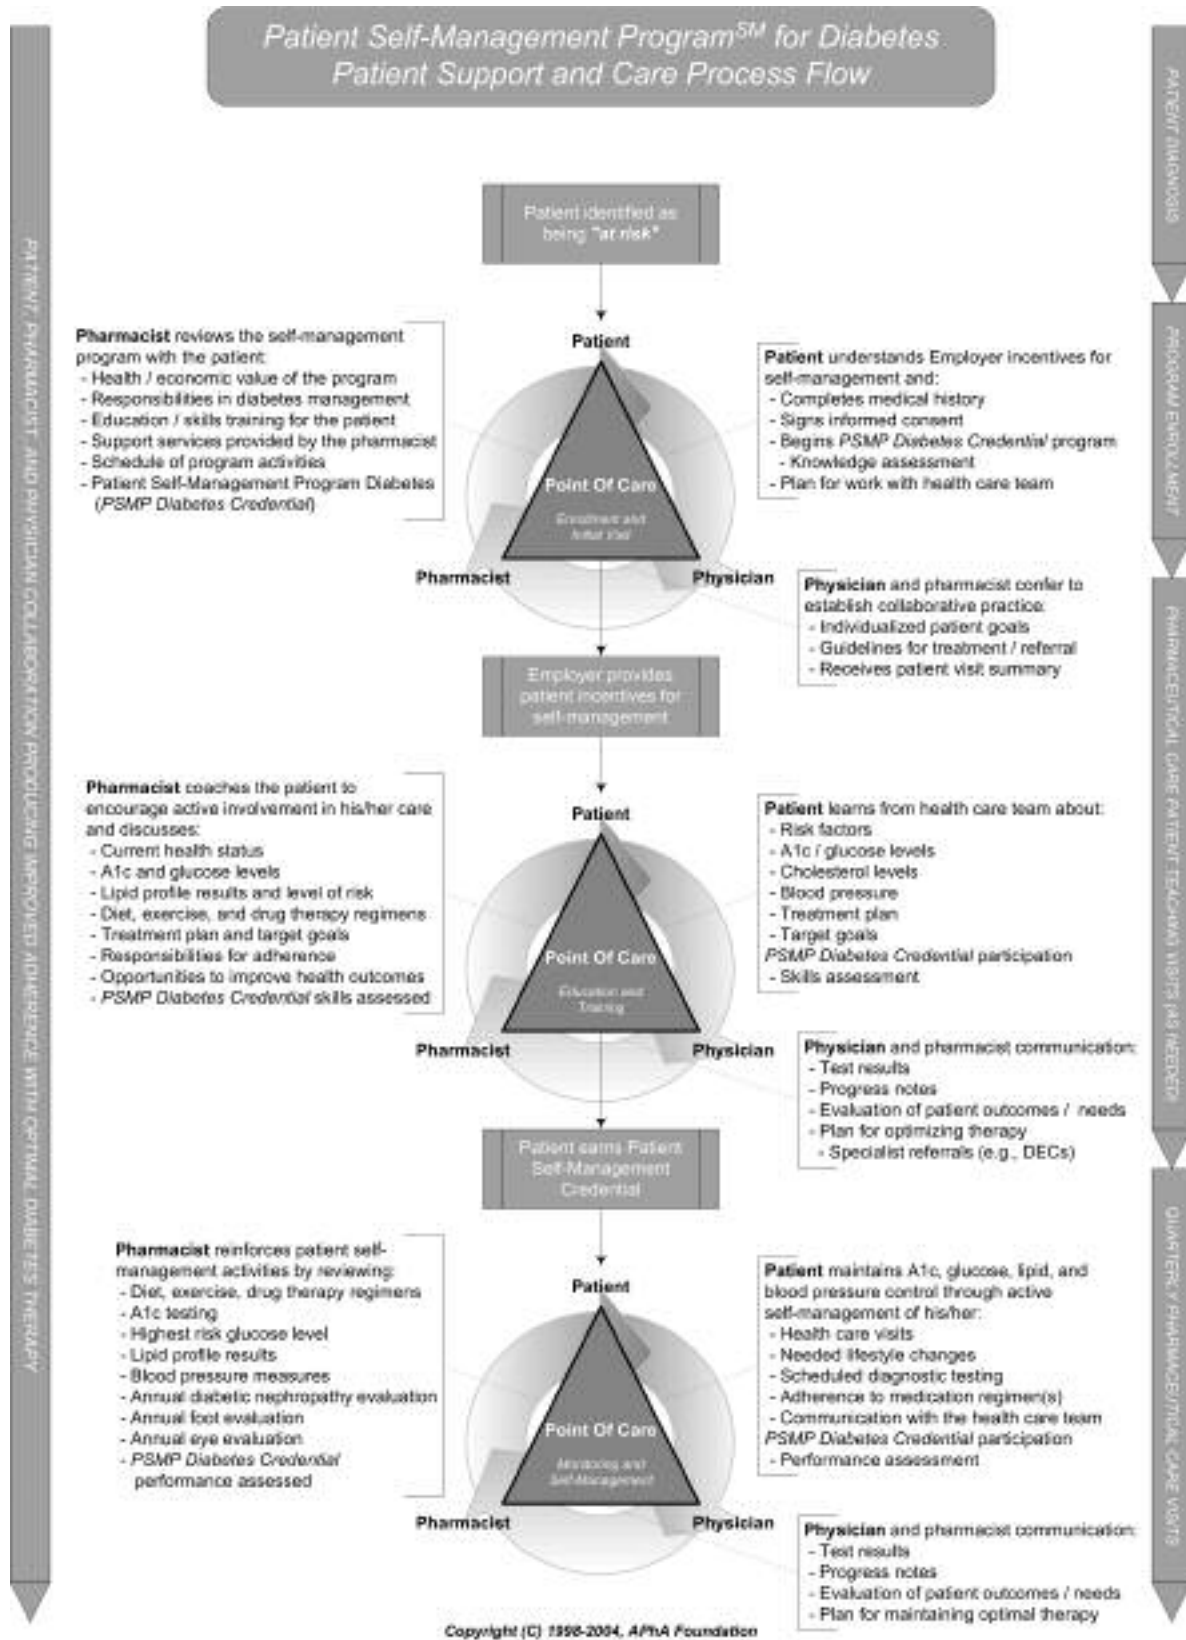 Patient Self-Management Program℠ for Diabetes
Patient Support and Care Process Flow
PATIENT, PHARMACIST, AND PHYSICIAN COLLABORATION PRODUCING IMPROVED ADHERENCE WITH OPTIMAL DIABETES THERAPY
PATIENT DIAGNOSIS
PROGRAM ENROLLMENT
PHARMACEUTICAL CARE PATIENT TEACHING VISITS (AS NEEDED)
QUARTERLY PHARMACEUTICAL CARE VISITS
Patient identified as
being "at risk"
Pharmacist reviews the self-management
program with the patient:
- Health / economic value of the program
- Responsibilities in diabetes management
- Education / skills training for the patient
- Support services provided by the pharmacist
- Schedule of program activities
- Patient Self-Management Program Diabetes
(PSMP Diabetes Credential)
Patient
Point Of Care
Enrollment and
Initial Visit
Pharmacist
Physician
Patient understands Employer incentives for
self-management and:
- Completes medical history
- Signs informed consent
- Begins PSMP Diabetes Credential program
- Knowledge assessment
- Plan for work with health care team
Physician and pharmacist confer to
establish collaborative practice:
- Individualized patient goals
- Guidelines for treatment / referral
- Receives patient visit summary
Employer provides
patient incentives for
self-management
Pharmacist coaches the patient to
encourage active involvement in his/her care
and discusses:
- Current health status
- A1c and glucose levels
- Lipid profile results and level of risk
- Diet, exercise, and drug therapy regimens
- Treatment plan and target goals
- Responsibilities for adherence
- Opportunities to improve health outcomes
- PSMP Diabetes Credential skills assessed
Patient
Point Of Care
Education and
Training
Pharmacist
Physician
Patient learns from health care team about:
- Risk factors
- A1c / glucose levels
- Cholesterol levels
- Blood pressure
- Treatment plan
- Target goals
PSMP Diabetes Credential participation
- Skills assessment
Physician and pharmacist communication:
- Test results
- Progress notes
- Evaluation of patient outcomes / needs
- Plan for optimizing therapy
- Specialist referrals (e.g., DECs)
Patient earns Patient
Self-Management
Credential
Pharmacist reinforces patient self-
management activities by reviewing:
- Diet, exercise, drug therapy regimens
- A1c testing
- Highest risk glucose level
- Lipid profile results
- Blood pressure measures
- Annual diabetic nephropathy evaluation
- Annual foot evaluation
- Annual eye evaluation
- PSMP Diabetes Credential
performance assessed
Patient
Point Of Care
Monitoring and
Self-Management
Pharmacist
Physician
Patient maintains A1c, glucose, lipid, and
blood pressure control through active
self-management of his/her:
- Health care visits
- Needed lifestyle changes
- Scheduled diagnostic testing
- Adherence to medication regimen(s)
- Communication with the health care team
PSMP Diabetes Credential participation
- Performance assessment
Physician and pharmacist communication:
- Test results
- Progress notes
- Evaluation of patient outcomes / needs
- Plan for maintaining optimal therapy
Copyright (C) 1998-2004, APhA Foundation